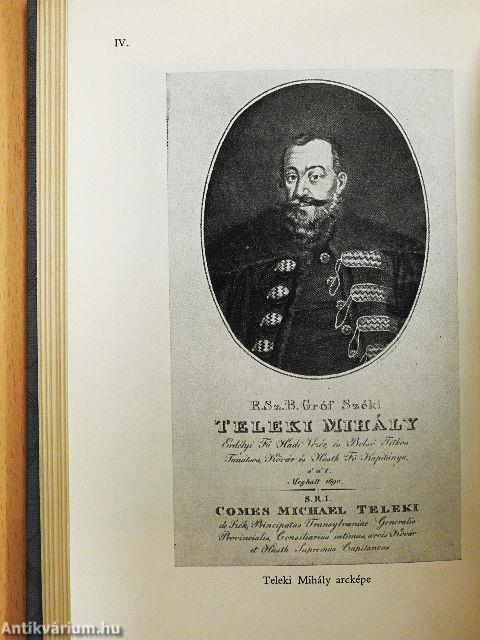 IV.
R.Sz.B. Gróf Széki
TELEKI MIHÁLY
Erdélyi Fő Hadi Vezér, és Belső Titkos
Tanátsos, Kővár és Huszth Fő Kapitánya,
s' a' t.
Meghalt 1690.
S.R.I.
COMES MICHAEL TELEKI
de Szék, Principatus Transylvaniae Generalis
Provincialis, Consiliarius intimus, arcis Kővár
et Huszth Supremus Capitaneus
Teleki Mihály arcképe
Antikvárium.hu